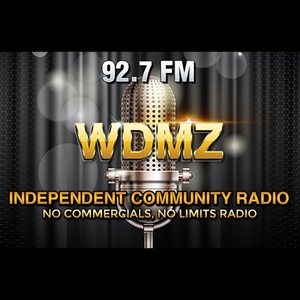 92.7 FM
WDMZ
INDEPENDENT COMMUNITY RADIO
NO COMMERCIALS, NO LIMITS RADIO